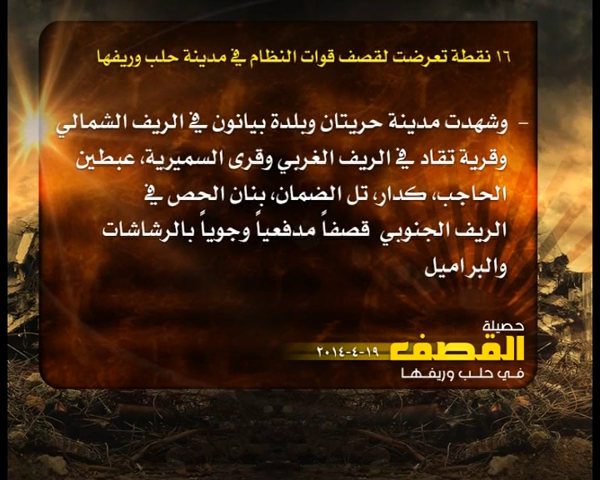 ١٦ نقطة تعرضت لقصف قوات النظام في مدينة حلب وريفها
- وشهدت مدينة حريتان وبلدة بيانون في الريف الشمالي
وقرية تقاد في الريف الغربي وقرى السميرية، عبطين
الحاجب، كدار، تل الضمان، بنان الحص في
الريف الجنوبي قصفاً مدفعياً وجوياً بالرشاشات
والبراميل
حصيلة
القصف ١٩-٤-٢٠١٤
في حلب وريفها